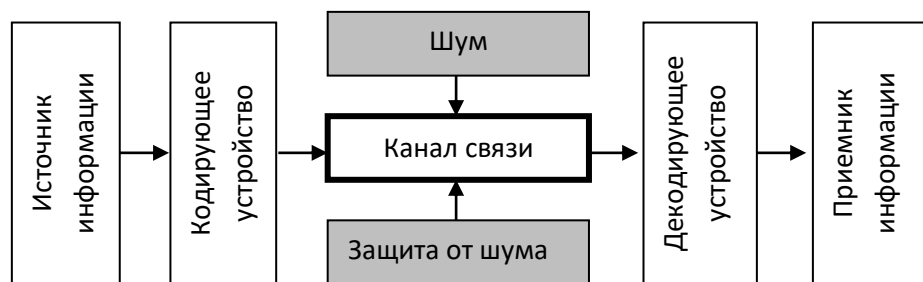 Источник
информации
Кодирующее
устройство
Шум
Канал связи
Защита от шума
Декодирующее
устройство
Приемник
информации